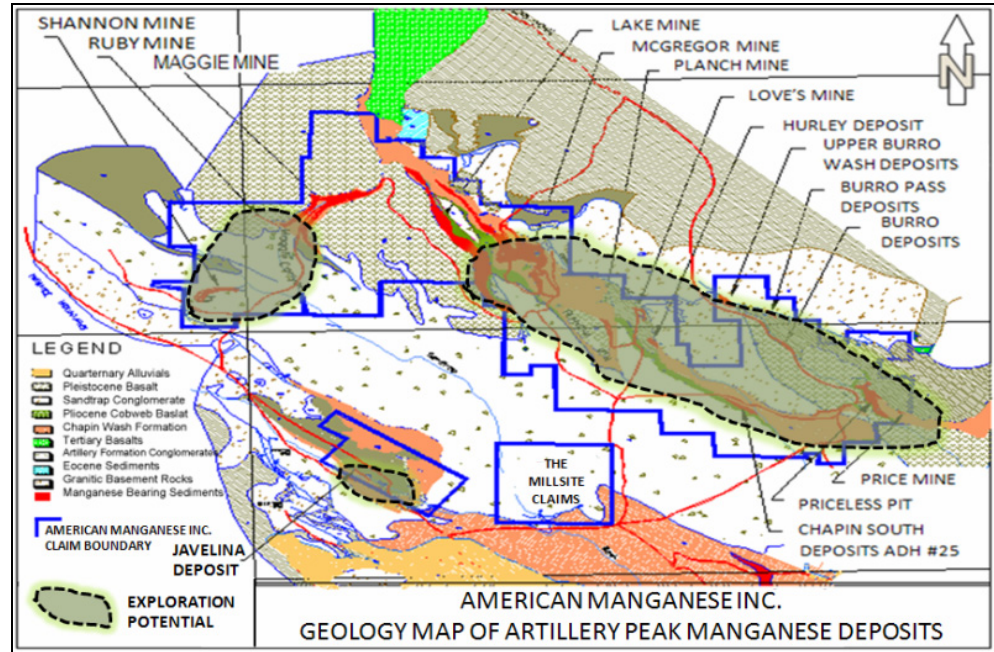 SHANNON MINE
RUBY MINE
MAGGIE MINE
LAKE MINE
MCGREGOR MINE
PLANCH MINE
LOVE'S MINE
HURLEY DEPOSIT
UPPER BURRO
WASH DEPOSITS
BURRO PASS
DEPOSITS
BURRO
DEPOSITS
N
LEGEND
Quarternary Alluvials
Pleistocene Basalt
Sandtrap Conglomerate
Pliocene Cobweb Baslat
Chapin Wash Formation
Tertiary Basalts
Artillery Formation Conglomerates
Eocene Sediments
Granitic Basement Rocks
Manganese Bearing Sediments
AMERICAN MANGANESE INC.
CLAIM BOUNDARY
JAVELINA
DEPOSIT
EXPLORATION
POTENTIAL
THE
MILLSITE
CLAIMS
PRICE MINE
PRICELESS PIT
CHAPIN SOUTH
DEPOSITS ADH #25
AMERICAN MANGANESE INC.
GEOLOGY MAP OF ARTILLERY PEAK MANGANESE DEPOSITS